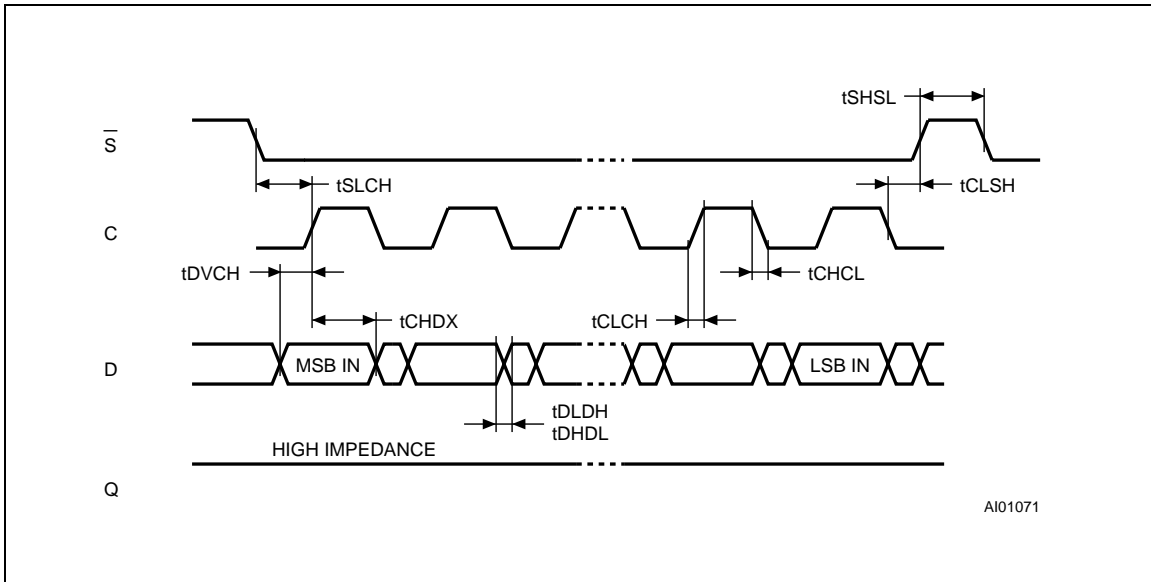 tSHSL
S̅
tSLCH
tCLSH
C
tDVCH
tCHCL
tCHDX
tCLCH
D
MSB IN
LSB IN
tDLDH
tDHDL
HIGH IMPEDANCE
Q
AI01071